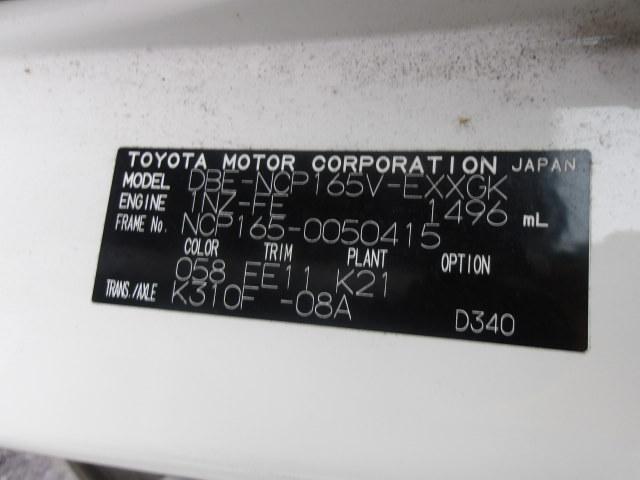 TOYOTA MOTOR CORPORATION JAPAN
MODEL DBE-NCP165V-EXXGK
ENGINE 1NZ-FE 1496 mL
FRAME No. NCP165-0050415
COLOR TRIM PLANT OPTION
058 FE11 K21
TRANS./AXLE K310F -08A
D340